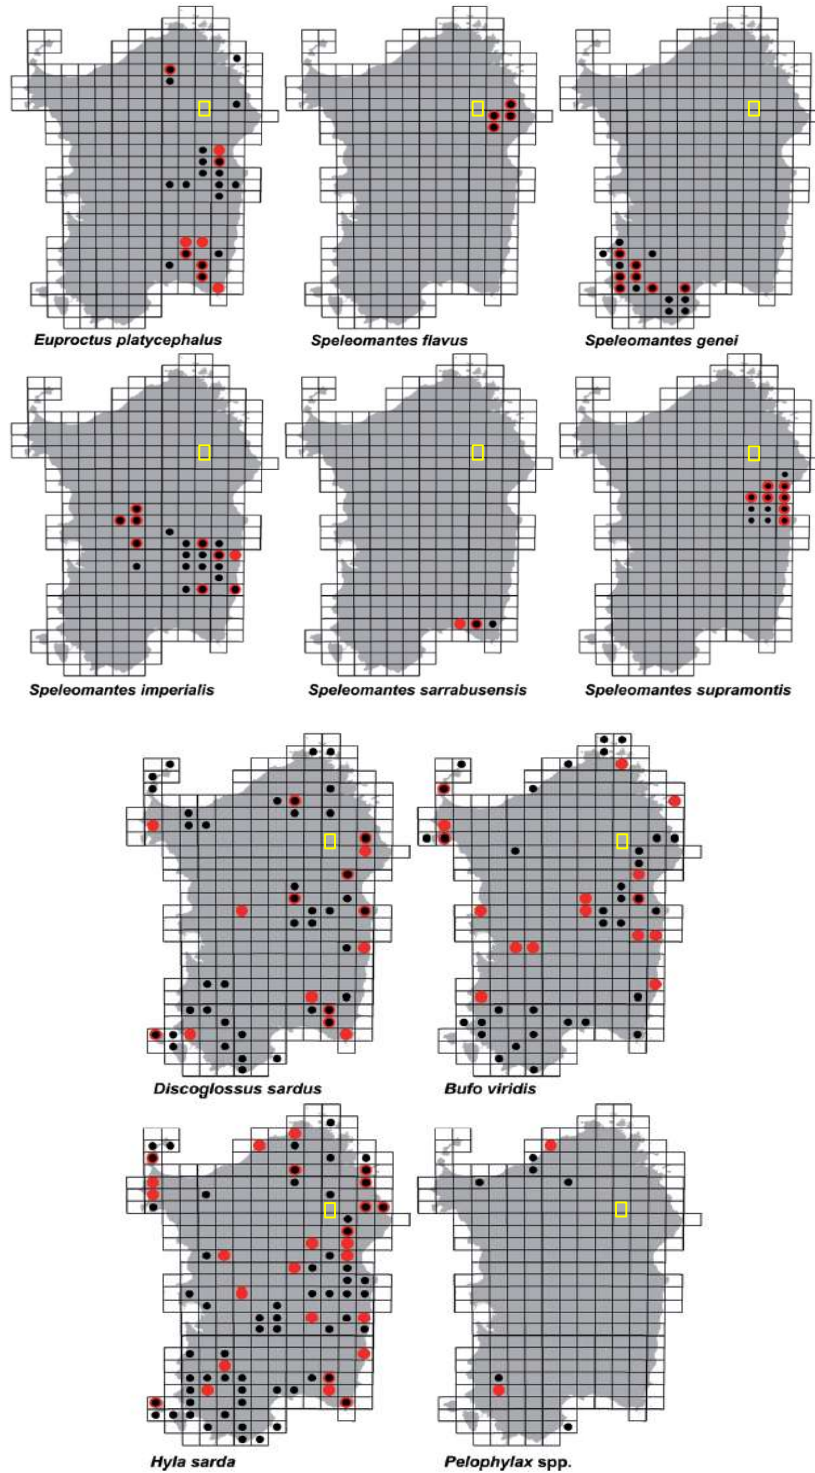 Euproctus platycephalus
Speleomantes flavus
Speleomantes genei
Speleomantes imperialis
Speleomantes sarrabusensis
Speleomantes supramontis
Discoglossus sardus
Bufo viridis
Hyla sarda
Pelophylax spp.